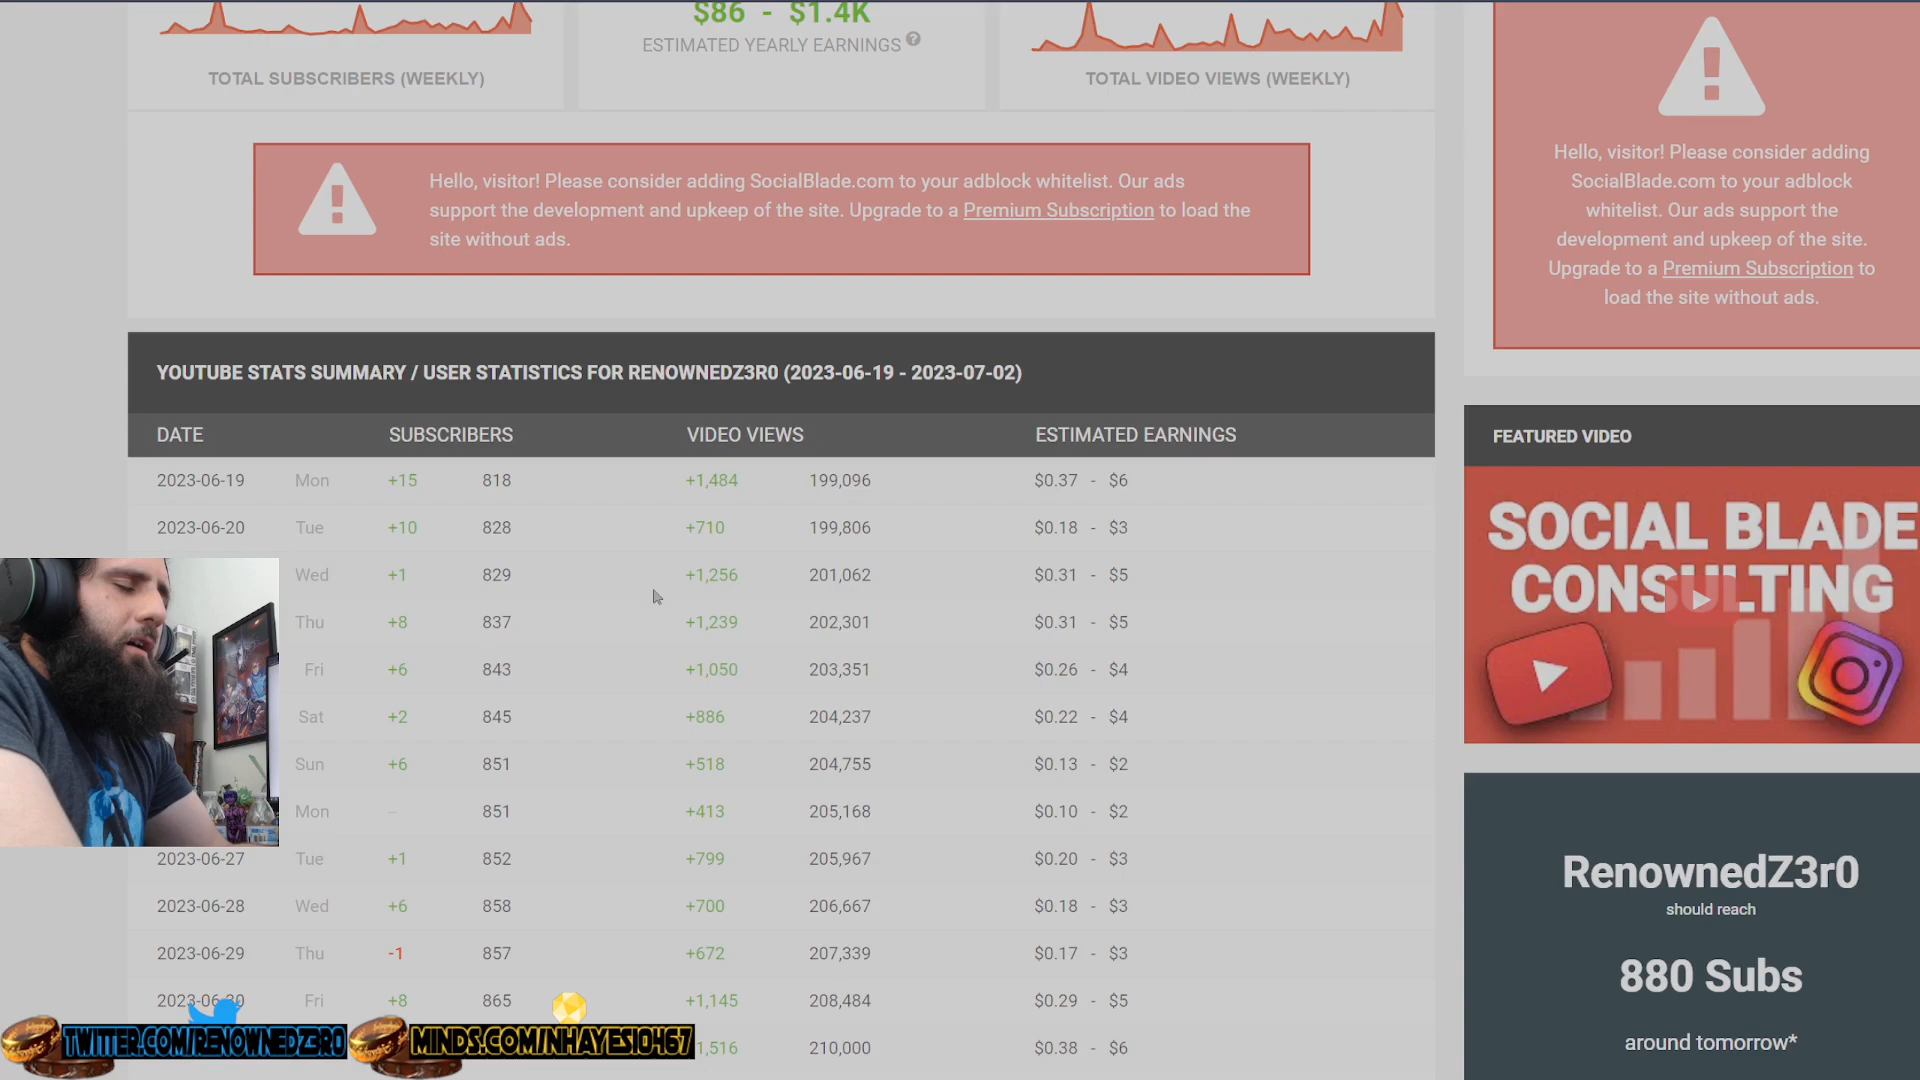 $86 - $1.4K
ESTIMATED YEARLY EARNINGS ?
TOTAL SUBSCRIBERS (WEEKLY)
TOTAL VIDEO VIEWS (WEEKLY)
Hello, visitor! Please consider adding SocialBlade.com to your adblock whitelist. Our ads
support the development and upkeep of the site. Upgrade to a Premium Subscription to load the
site without ads.
Hello, visitor! Please consider adding
SocialBlade.com to your adblock
whitelist. Our ads support the
development and upkeep of the site.
Upgrade to a Premium Subscription to
load the site without ads.
YOUTUBE STATS SUMMARY / USER STATISTICS FOR RENOWNEDZ3R0 (2023-06-19 - 2023-07-02)
DATE SUBSCRIBERS VIDEO VIEWS ESTIMATED EARNINGS
2023-06-19 Mon +15 818 +1,484 199,096 $0.37 - $6
2023-06-20 Tue +10 828 +710 199,806 $0.18 - $3
Wed +1 829 +1,256 201,062 $0.31 - $5
Thu +8 837 +1,239 202,301 $0.31 - $5
Fri +6 843 +1,050 203,351 $0.26 - $4
Sat +2 845 +886 204,237 $0.22 - $4
Sun +6 851 +518 204,755 $0.13 - $2
Mon -- 851 +413 205,168 $0.10 - $2
2023-06-27 Tue +1 852 +799 205,967 $0.20 - $3
2023-06-28 Wed +6 858 +700 206,667 $0.18 - $3
2023-06-29 Thu -1 857 +672 207,339 $0.17 - $3
2023-06-30 Fri +8 865 +1,145 208,484 $0.29 - $5
1,516 210,000 $0.38 - $6
FEATURED VIDEO
SOCIAL BLADE
CONSULTING
RenownedZ3r0
should reach
880 Subs
around tomorrow*
TWITTER.COM/RENOWNEDZ3R0
MINDS.COM/NHAYES10467